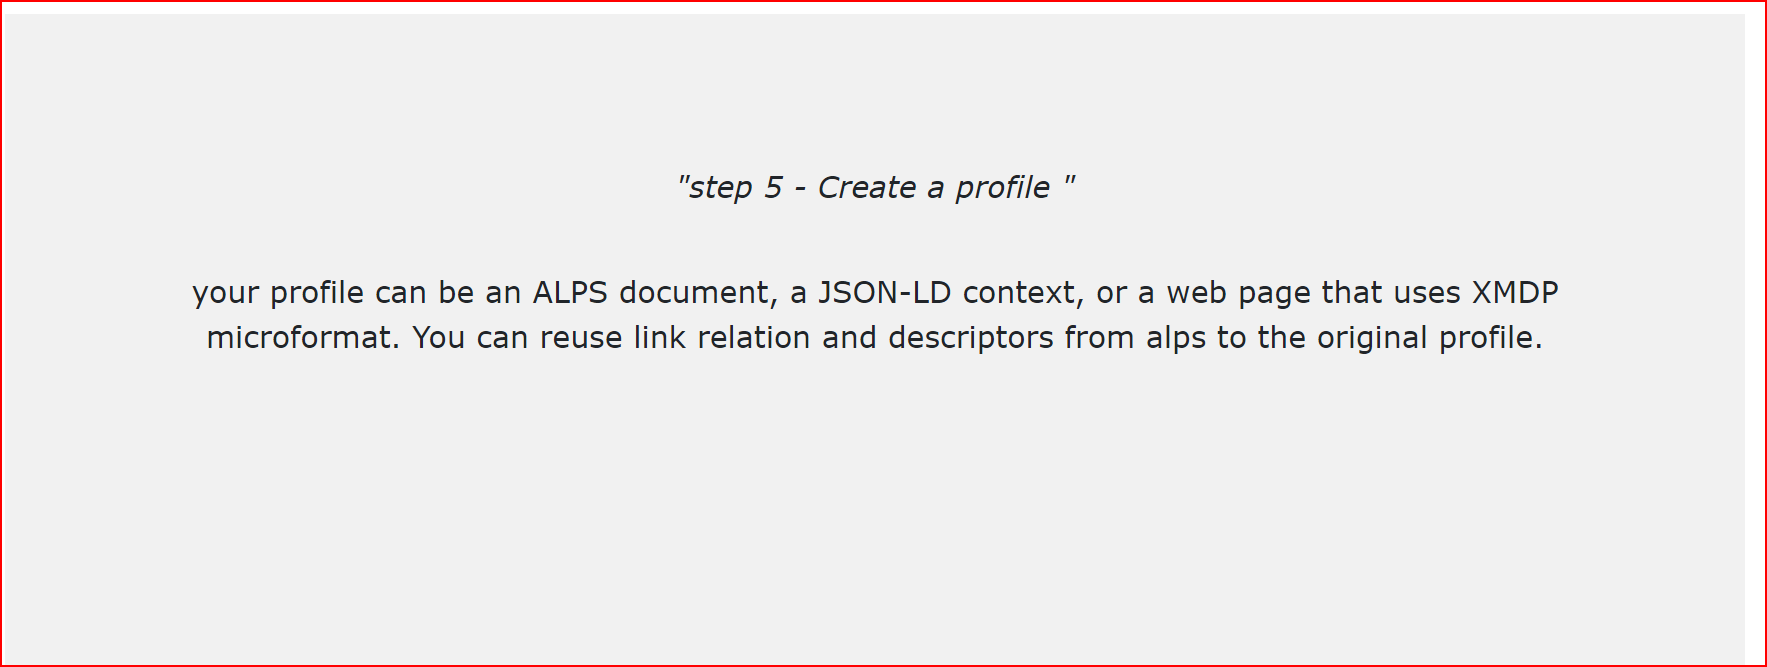 "step 5 - Create a profile "
your profile can be an ALPS document, a JSON-LD context, or a web page that uses XMDP
microformat. You can reuse link relation and descriptors from alps to the original profile.